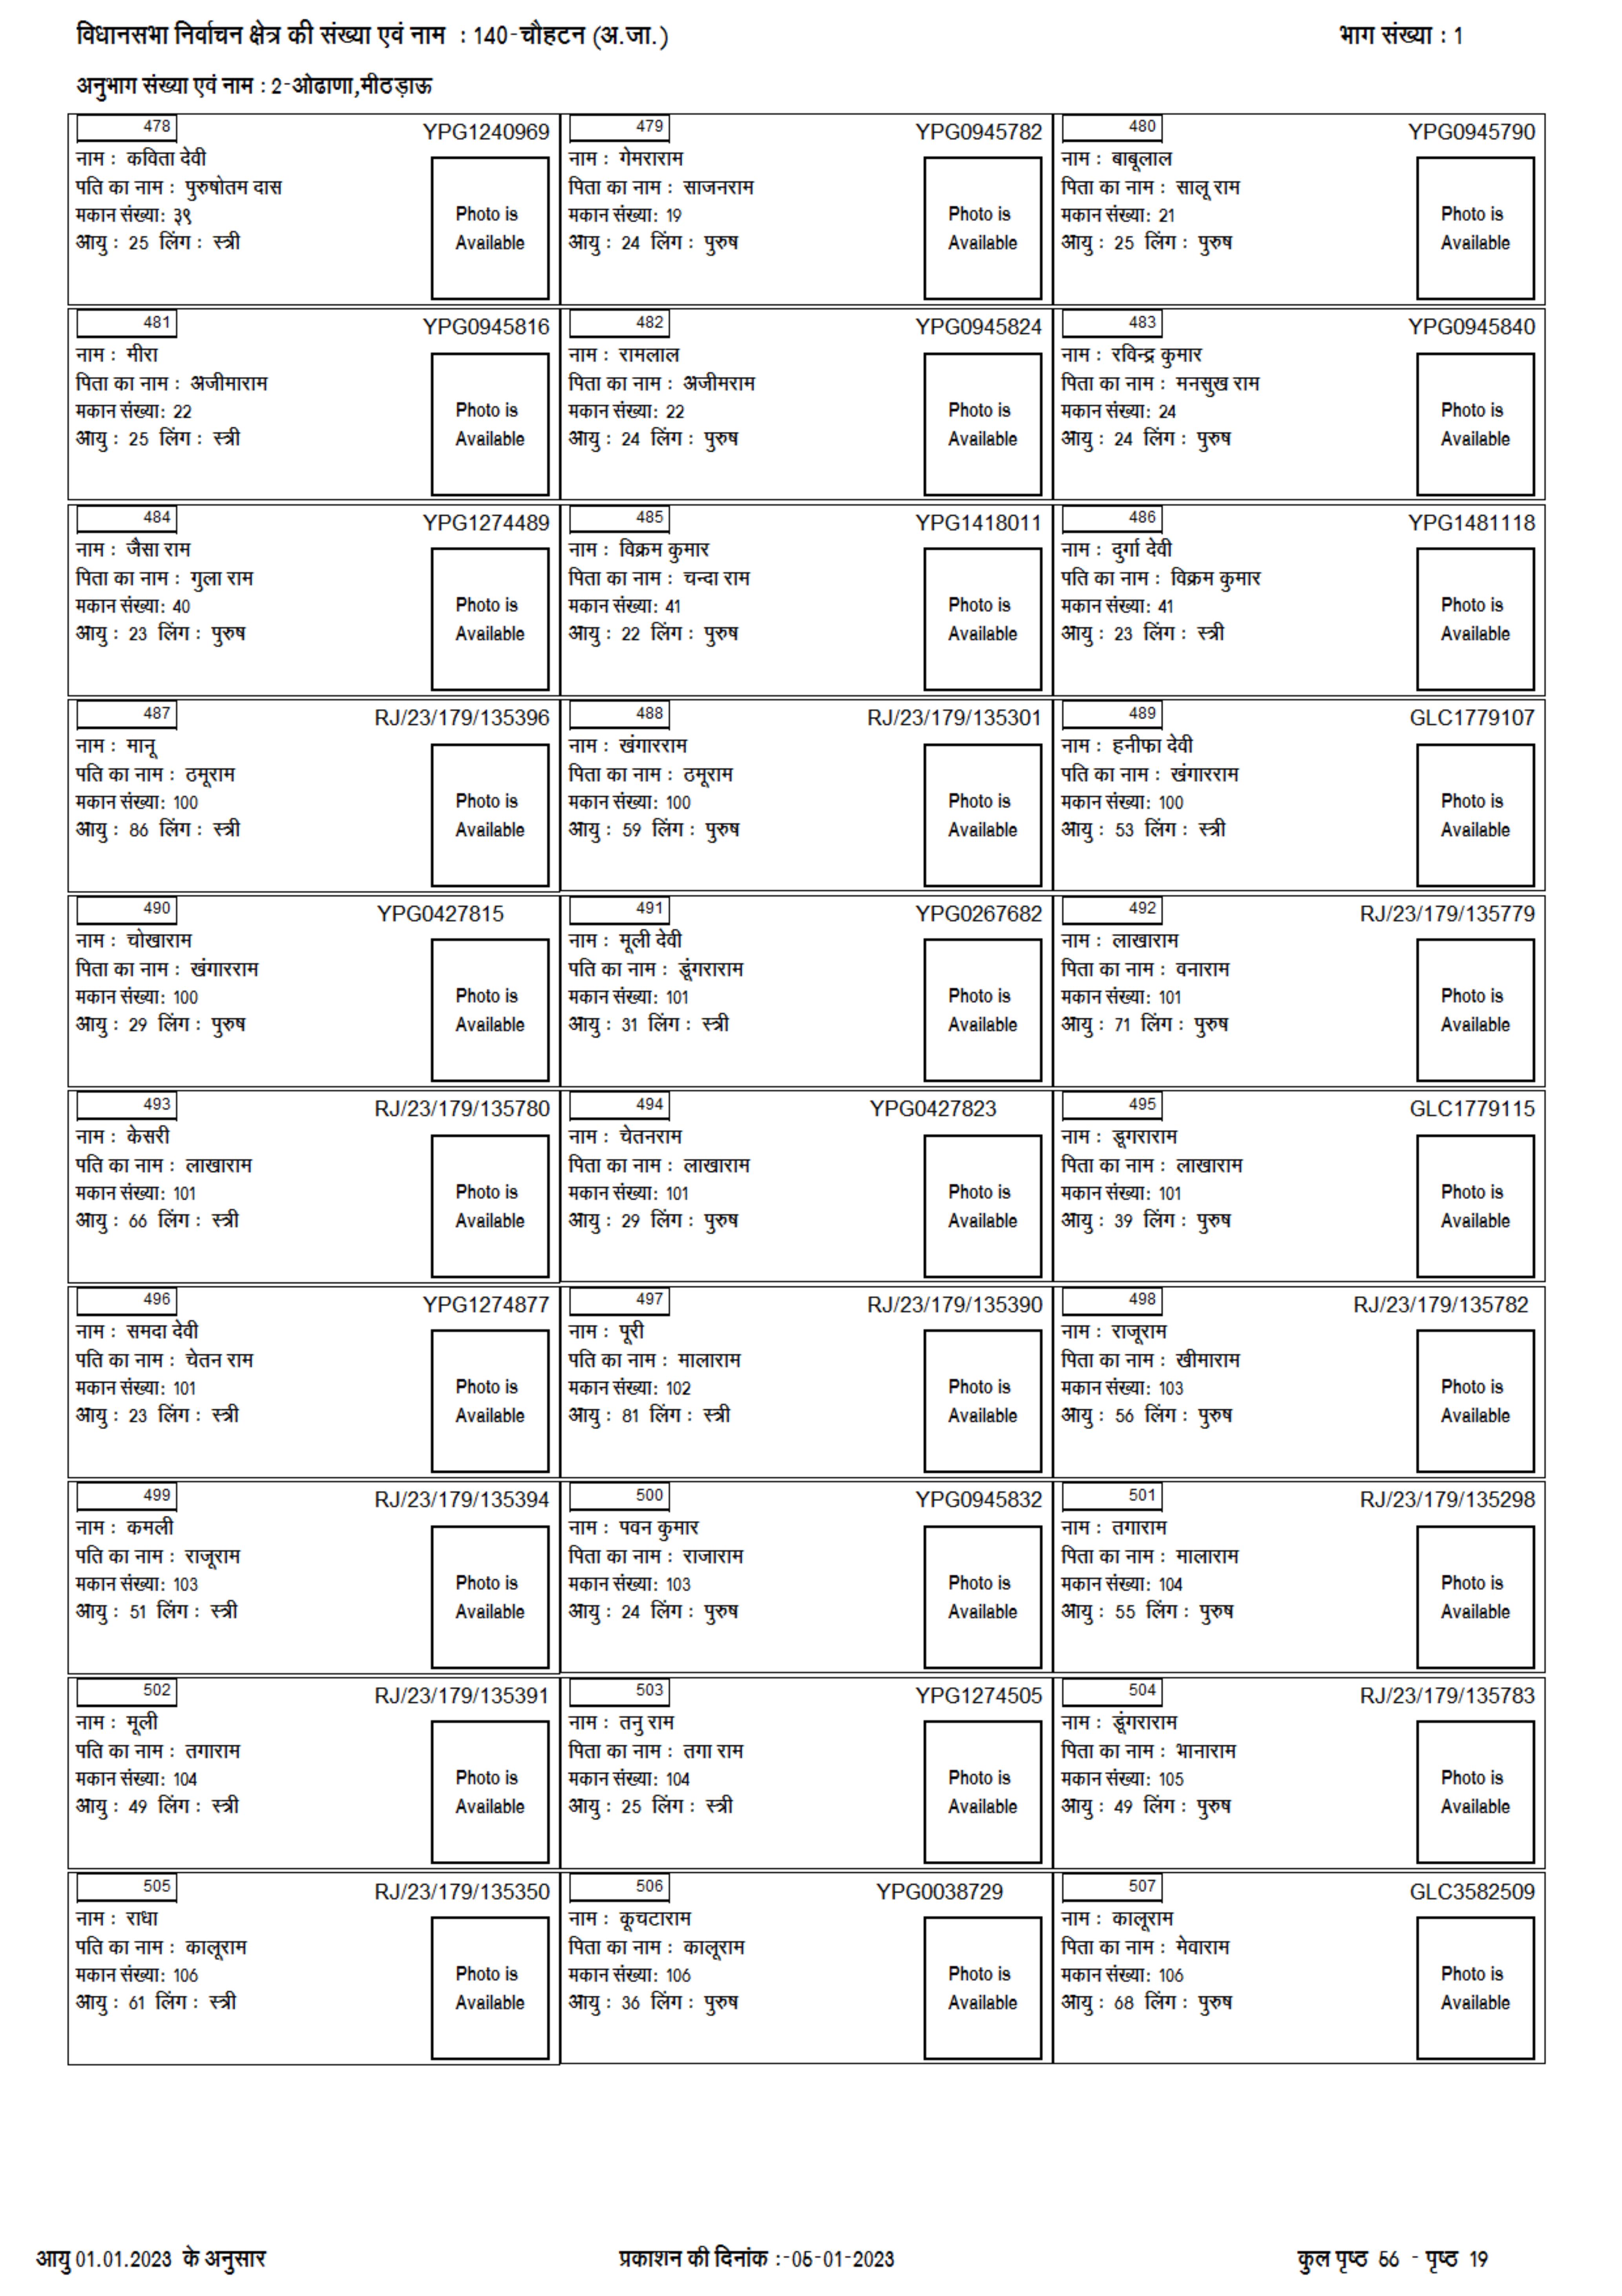 विधानसभा निर्वाचन क्षेत्र की संख्या एवं नाम : 140-चौहटन (अ.जा.) भाग संख्या : 1
अनुभाग संख्या एवं नाम : 2-ओढाणा,मीठड़ाऊ
478 YPG1240969
नाम : कविता देवी
पति का नाम : पुरुषोतम दास
मकान संख्या: ३९
आयु : 25 लिंग : स्त्री
Photo is
Available
479 YPG0945782
नाम : गेमराराम
पिता का नाम : साजनराम
मकान संख्या: 19
आयु : 24 लिंग : पुरुष
Photo is
Available
480 YPG0945790
नाम : बाबूलाल
पिता का नाम : सालू राम
मकान संख्या: 21
आयु : 25 लिंग : पुरुष
Photo is
Available
481 YPG0945816
नाम : मीरा
पिता का नाम : अजीमाराम
मकान संख्या: 22
आयु : 25 लिंग : स्त्री
Photo is
Available
482 YPG0945824
नाम : रामलाल
पिता का नाम : अजीमराम
मकान संख्या: 22
आयु : 24 लिंग : पुरुष
Photo is
Available
483 YPG0945840
नाम : रविन्द्र कुमार
पिता का नाम : मनसुख राम
मकान संख्या: 24
आयु : 24 लिंग : पुरुष
Photo is
Available
484 YPG1274489
नाम : जैसा राम
पिता का नाम : गुला राम
मकान संख्या: 40
आयु : 23 लिंग : पुरुष
Photo is
Available
485 YPG1418011
नाम : विक्रम कुमार
पिता का नाम : चन्दा राम
मकान संख्या: 41
आयु : 22 लिंग : पुरुष
Photo is
Available
486 YPG1481118
नाम : दुर्गा देवी
पति का नाम : विक्रम कुमार
मकान संख्या: 41
आयु : 23 लिंग : स्त्री
Photo is
Available
487 RJ/23/179/135396
नाम : मानू
पति का नाम : ठमूराम
मकान संख्या: 100
आयु : 86 लिंग : स्त्री
Photo is
Available
488 RJ/23/179/135301
नाम : खंगारराम
पिता का नाम : ठमूराम
मकान संख्या: 100
आयु : 59 लिंग : पुरुष
Photo is
Available
489 GLC1779107
नाम : हनीफा देवी
पति का नाम : खंगारराम
मकान संख्या: 100
आयु : 53 लिंग : स्त्री
Photo is
Available
490 YPG0427815
नाम : चोखाराम
पिता का नाम : खंगारराम
मकान संख्या: 100
आयु : 29 लिंग : पुरुष
Photo is
Available
491 YPG0267682
नाम : मूली देवी
पति का नाम : डूंगराराम
मकान संख्या: 101
आयु : 31 लिंग : स्त्री
Photo is
Available
492 RJ/23/179/135779
नाम : लाखाराम
पिता का नाम : वनाराम
मकान संख्या: 101
आयु : 71 लिंग : पुरुष
Photo is
Available
493 RJ/23/179/135780
नाम : केसरी
पति का नाम : लाखाराम
मकान संख्या: 101
आयु : 66 लिंग : स्त्री
Photo is
Available
494 YPG0427823
नाम : चेतनराम
पिता का नाम : लाखाराम
मकान संख्या: 101
आयु : 29 लिंग : पुरुष
Photo is
Available
495 GLC1779115
नाम : डूगराराम
पिता का नाम : लाखाराम
मकान संख्या: 101
आयु : 39 लिंग : पुरुष
Photo is
Available
496 YPG1274877
नाम : समदा देवी
पति का नाम : चेतन राम
मकान संख्या: 101
आयु : 23 लिंग : स्त्री
Photo is
Available
497 RJ/23/179/135390
नाम : पूरी
पति का नाम : मालाराम
मकान संख्या: 102
आयु : 81 लिंग : स्त्री
Photo is
Available
498 RJ/23/179/135782
नाम : राजूराम
पिता का नाम : खीमाराम
मकान संख्या: 103
आयु : 56 लिंग : पुरुष
Photo is
Available
499 RJ/23/179/135394
नाम : कमली
पति का नाम : राजूराम
मकान संख्या: 103
आयु : 51 लिंग : स्त्री
Photo is
Available
500 YPG0945832
नाम : पवन कुमार
पिता का नाम : राजाराम
मकान संख्या: 103
आयु : 24 लिंग : पुरुष
Photo is
Available
501 RJ/23/179/135298
नाम : तगाराम
पिता का नाम : मालाराम
मकान संख्या: 104
आयु : 55 लिंग : पुरुष
Photo is
Available
502 RJ/23/179/135391
नाम : मूली
पति का नाम : तगाराम
मकान संख्या: 104
आयु : 49 लिंग : स्त्री
Photo is
Available
503 YPG1274505
नाम : तनु राम
पिता का नाम : तगा राम
मकान संख्या: 104
आयु : 25 लिंग : स्त्री
Photo is
Available
504 RJ/23/179/135783
नाम : डूंगराराम
पिता का नाम : भानाराम
मकान संख्या: 105
आयु : 49 लिंग : पुरुष
Photo is
Available
505 RJ/23/179/135350
नाम : राधा
पति का नाम : कालूराम
मकान संख्या: 106
आयु : 61 लिंग : स्त्री
Photo is
Available
506 YPG0038729
नाम : कूचटाराम
पिता का नाम : कालूराम
मकान संख्या: 106
आयु : 36 लिंग : पुरुष
Photo is
Available
507 GLC3582509
नाम : कालूराम
पिता का नाम : मेवाराम
मकान संख्या: 106
आयु : 68 लिंग : पुरुष
Photo is
Available
आयु 01.01.2023 के अनुसार प्रकाशन की दिनांक :-05-01-2023 कुल पृष्ठ 56 - पृष्ठ 19